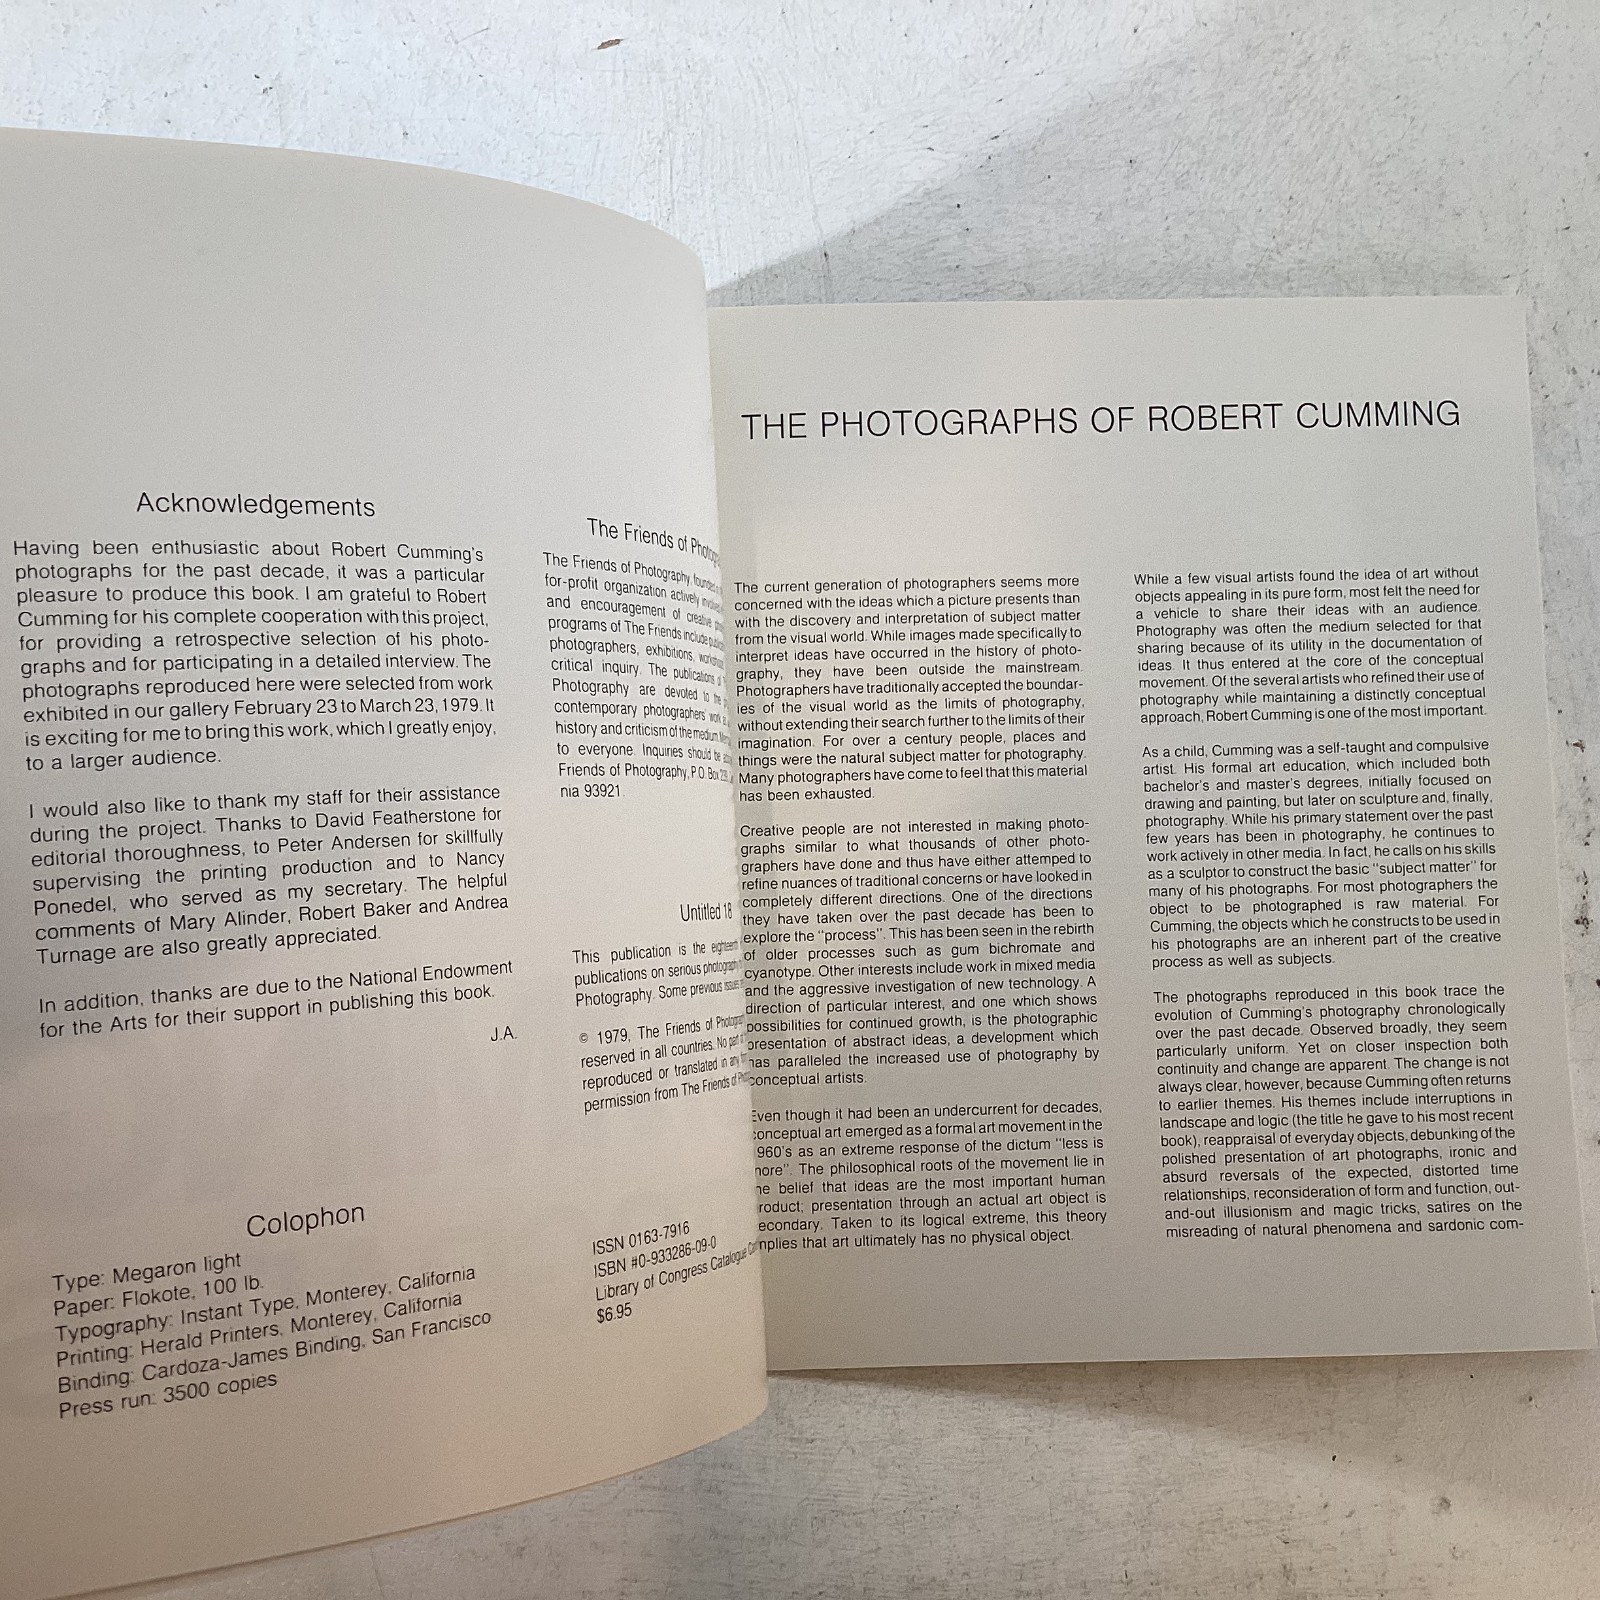 Acknowledgements
Having been enthusiastic about Robert Cumming's
photographs for the past decade, it was a particular
pleasure to produce this book. I am grateful to Robert
Cumming for his complete cooperation with this project,
for providing a retrospective selection of his photo-
graphs and for participating in a detailed interview. The
photographs reproduced here were selected from work
exhibited in our gallery February 23 to March 23, 1979. It
is exciting for me to bring this work, which I greatly enjoy,
to a larger audience.
I would also like to thank my staff for their assistance
during the project. Thanks to David Featherstone for
editorial thoroughness, to Peter Andersen for skillfully
supervising the printing production and to Nancy
Ponedel, who served as my secretary. The helpful
comments of Mary Alinder, Robert Baker and Andrea
Turnage are also greatly appreciated.
In addition, thanks are due to the National Endowment
for the Arts for their support in publishing this book.
J.A.
Colophon
Type: Megaron light
Paper: Flokote, 100 lb.
Typography: Instant Type, Monterey, California
Printing: Herald Printers, Monterey, California
Binding: Cardoza-James Binding, San Francisco
Press run: 3500 copies
The Friends of
The Friends of Photography, founded
for-profit organization actively
and encouragement of creative
programs of The Friends include
photographers, exhibitions,
critical inquiry. The publications
Photography are devoted to the
contemporary photographers' work
history and criticism of the medium.
to everyone. Inquiries should be
Friends of Photography, P.O. Box
nia 93921.
Untitled 18
This publication is the eighteenth
publications on serious photography
Photography. Some previous issues
© 1979, The Friends of
reserved in all countries. No part
reproduced or translated in any
permission from The Friends of
ISSN 0163-7916
ISBN #0-933286-09-0
Library of Congress Catalogue
$6.95
THE PHOTOGRAPHS OF ROBERT CUMMING
The current generation of photographers seems more
concerned with the ideas which a picture presents than
with the discovery and interpretation of subject matter
from the visual world. While images made specifically to
interpret ideas have occurred in the history of photo-
graphy, they have been outside the mainstream.
Photographers have traditionally accepted the boundar-
ies of the visual world as the limits of photography,
without extending their search further to the limits of their
imagination. For over a century people, places and
things were the natural subject matter for photography.
Many photographers have come to feel that this material
has been exhausted.
Creative people are not interested in making photo-
graphs similar to what thousands of other photo-
graphers have done and thus have either attemped to
refine nuances of traditional concerns or have looked in
completely different directions. One of the directions
they have taken over the past decade has been to
explore the "process". This has been seen in the rebirth
of older processes such as gum bichromate and
cyanotype. Other interests include work in mixed media
and the aggressive investigation of new technology. A
direction of particular interest, and one which shows
possibilities for continued growth, is the photographic
presentation of abstract ideas, a development which
has paralleled the increased use of photography by
conceptual artists.
Even though it had been an undercurrent for decades,
conceptual art emerged as a formal art movement in the
960's as an extreme response of the dictum "less is
more". The philosophical roots of the movement lie in
he belief that ideas are the most important human
roduct; presentation through an actual art object is
econdary. Taken to its logical extreme, this theory
mplies that art ultimately has no physical object.
While a few visual artists found the idea of art without
objects appealing in its pure form, most felt the need for
a vehicle to share their ideas with an audience.
Photography was often the medium selected for that
sharing because of its utility in the documentation of
ideas. It thus entered at the core of the conceptual
movement. Of the several artists who refined their use of
photography while maintaining a distinctly conceptual
approach, Robert Cumming is one of the most important.
As a child, Cumming was a self-taught and compulsive
artist. His formal art education, which included both
bachelor's and master's degrees, initially focused on
drawing and painting, but later on sculpture and, finally,
photography. While his primary statement over the past
few years has been in photography, he continues to
work actively in other media. In fact, he calls on his skills
as a sculptor to construct the basic "subject matter" for
many of his photographs. For most photographers the
object to be photographed is raw material. For
Cumming, the objects which he constructs to be used in
his photographs are an inherent part of the creative
process as well as subjects.
The photographs reproduced in this book trace the
evolution of Cumming's photography chronologically
over the past decade. Observed broadly, they seem
particularly uniform. Yet on closer inspection both
continuity and change are apparent. The change is not
always clear, however, because Cumming often returns
to earlier themes. His themes include interruptions in
landscape and logic (the title he gave to his most recent
book), reappraisal of everyday objects, debunking of the
polished presentation of art photographs, ironic and
absurd reversals of the expected, distorted time
relationships, reconsideration of form and function, out-
and-out illusionism and magic tricks, satires on the
misreading of natural phenomena and sardonic com-